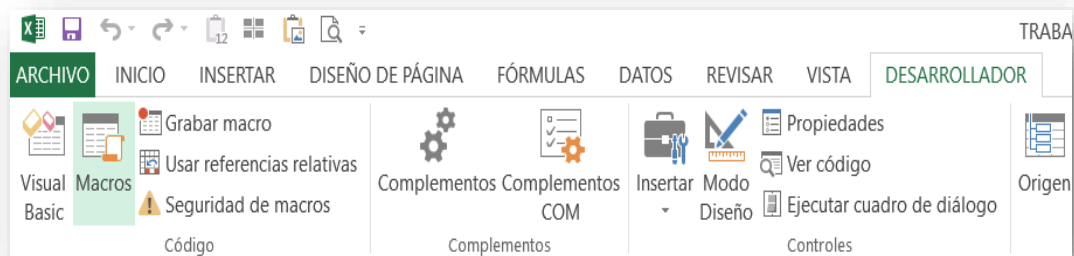 TRABA
ARCHIVO INICIO INSERTAR DISEÑO DE PÁGINA FÓRMULAS DATOS REVISAR VISTA DESARROLLADOR
Visual Basic
Macros
Grabar macro
Usar referencias relativas
Seguridad de macros
Código
Complementos
Complementos COM
Complementos
Insertar
Modo Diseño
Propiedades
Ver código
Ejecutar cuadro de diálogo
Controles
Origen